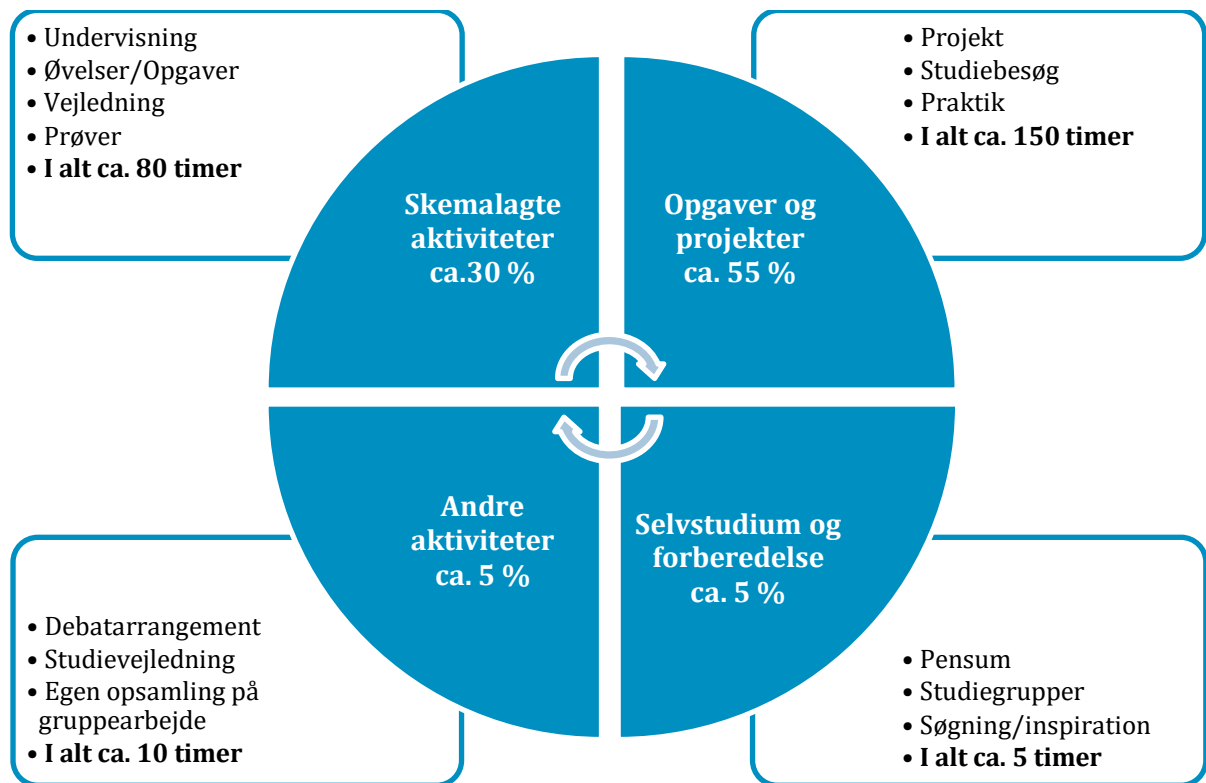 • Undervisning
• Øvelser/Opgaver
• Vejledning
• Prøver
• I alt ca. 80 timer
• Projekt
• Studiebesøg
• Praktik
• I alt ca. 150 timer
Skemalagte
aktiviteter
ca.30 %
Opgaver og
projekter
ca. 55 %
Andre
aktiviteter
ca. 5 %
Selvstudium og
forberedelse
ca. 5 %
• Debatarrangement
• Studievejledning
• Egen opsamling på
gruppearbejde
• I alt ca. 10 timer
• Pensum
• Studiegrupper
• Søgning/inspiration
• I alt ca. 5 timer